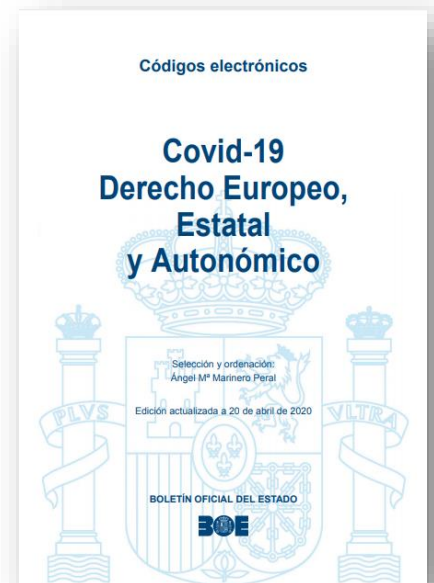 Códigos electrónicos
Covid-19
Derecho Europeo,
Estatal
y Autonómico
Selección y ordenación:
Ángel Mª Marinero Peral
Edición actualizada a 20 de abril de 2020
PLVS
VLTRA
BOLETÍN OFICIAL DEL ESTADO
BOE